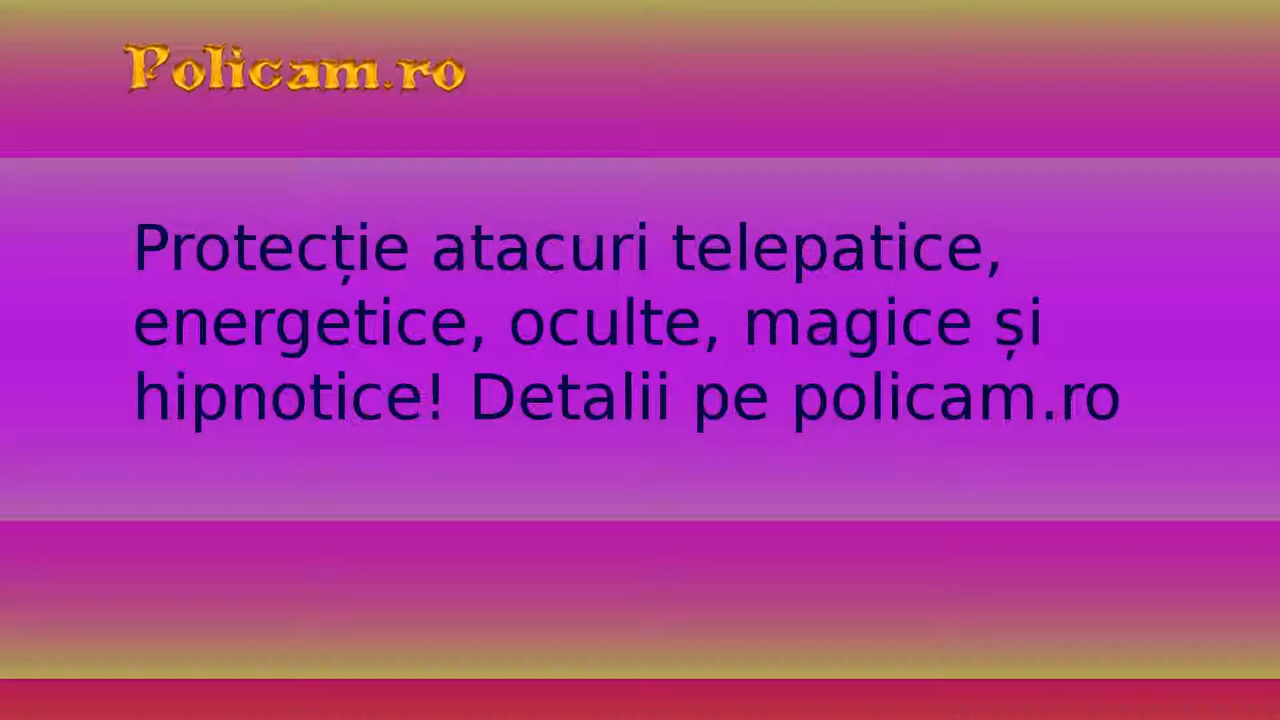 Policam.ro
Protecție atacuri telepatice,
energetice, oculte, magice și
hipnotice! Detalii pe policam.ro